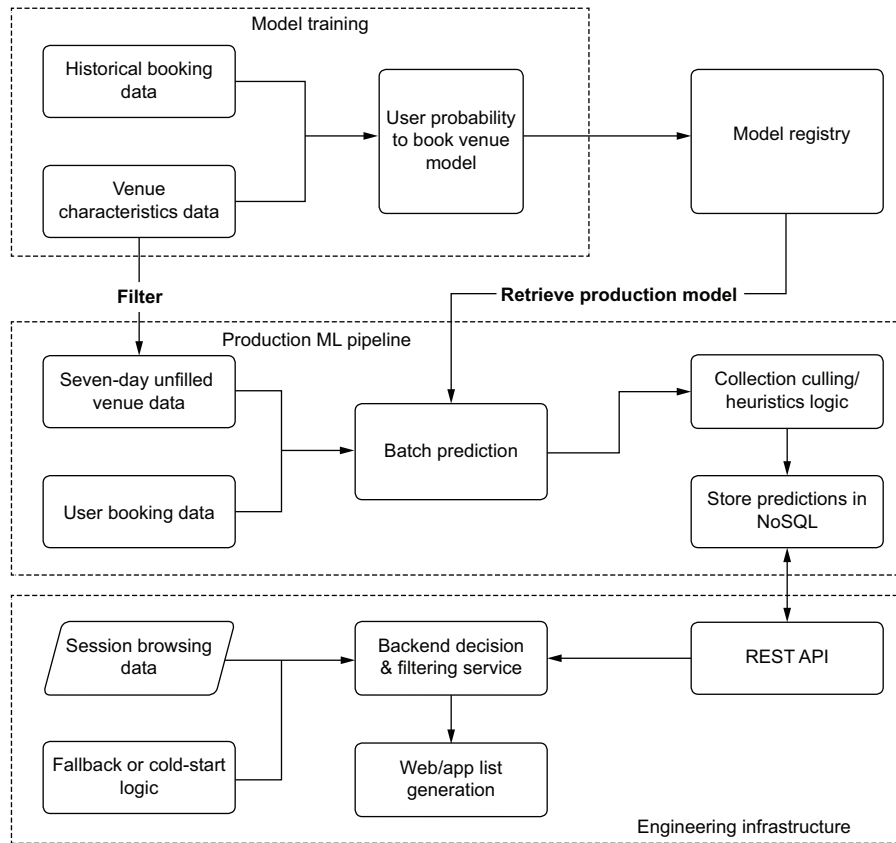 Model training
Historical booking
data
Venue
characteristics data
User probability
to book venue
model
Model registry
Filter
Retrieve production model
Production ML pipeline
Seven-day unfilled
venue data
User booking data
Batch prediction
Collection culling/
heuristics logic
Store predictions in
NoSQL
Session browsing
data
Fallback or cold-start
logic
Backend decision
& filtering service
Web/app list
generation
REST API
Engineering infrastructure